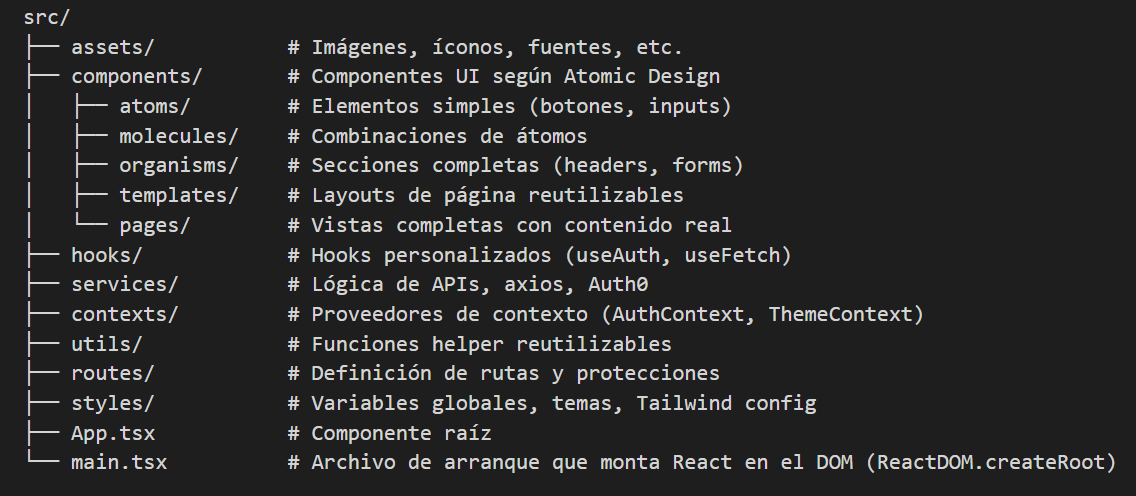 src/
├── assets/           # Imágenes, íconos, fuentes, etc.
├── components/       # Componentes UI según Atomic Design
│   ├── atoms/        # Elementos simples (botones, inputs)
│   ├── molecules/    # Combinaciones de átomos
│   ├── organisms/    # Secciones completas (headers, forms)
│   ├── templates/    # Layouts de página reutilizables
│   └── pages/        # Vistas completas con contenido real
├── hooks/            # Hooks personalizados (useAuth, useFetch)
├── services/         # Lógica de APIs, axios, Auth0
├── contexts/         # Proveedores de contexto (AuthContext, ThemeContext)
├── utils/            # Funciones helper reutilizables
├── routes/           # Definición de rutas y protecciones
├── styles/           # Variables globales, temas, Tailwind config
├── App.tsx           # Componente raíz
└── main.tsx          # Archivo de arranque que monta React en el DOM (ReactDOM.createRoot)